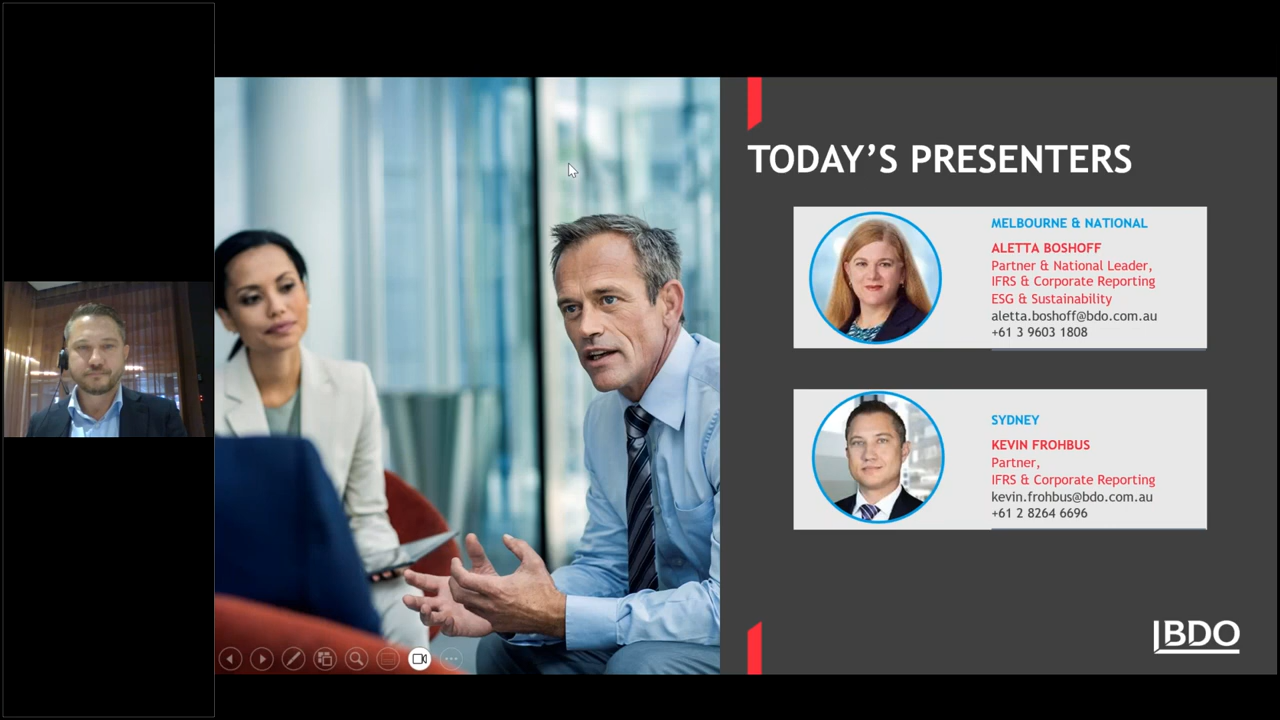 TODAY’S PRESENTERS
MELBOURNE & NATIONAL
ALETTA BOSHOFF
Partner & National Leader,
IFRS & Corporate Reporting
ESG & Sustainability
aletta.boshoff@bdo.com.au
+61 3 9603 1808
SYDNEY
KEVIN FROHBUS
Partner,
IFRS & Corporate Reporting
kevin.frohbus@bdo.com.au
+61 2 8264 6696
BDO